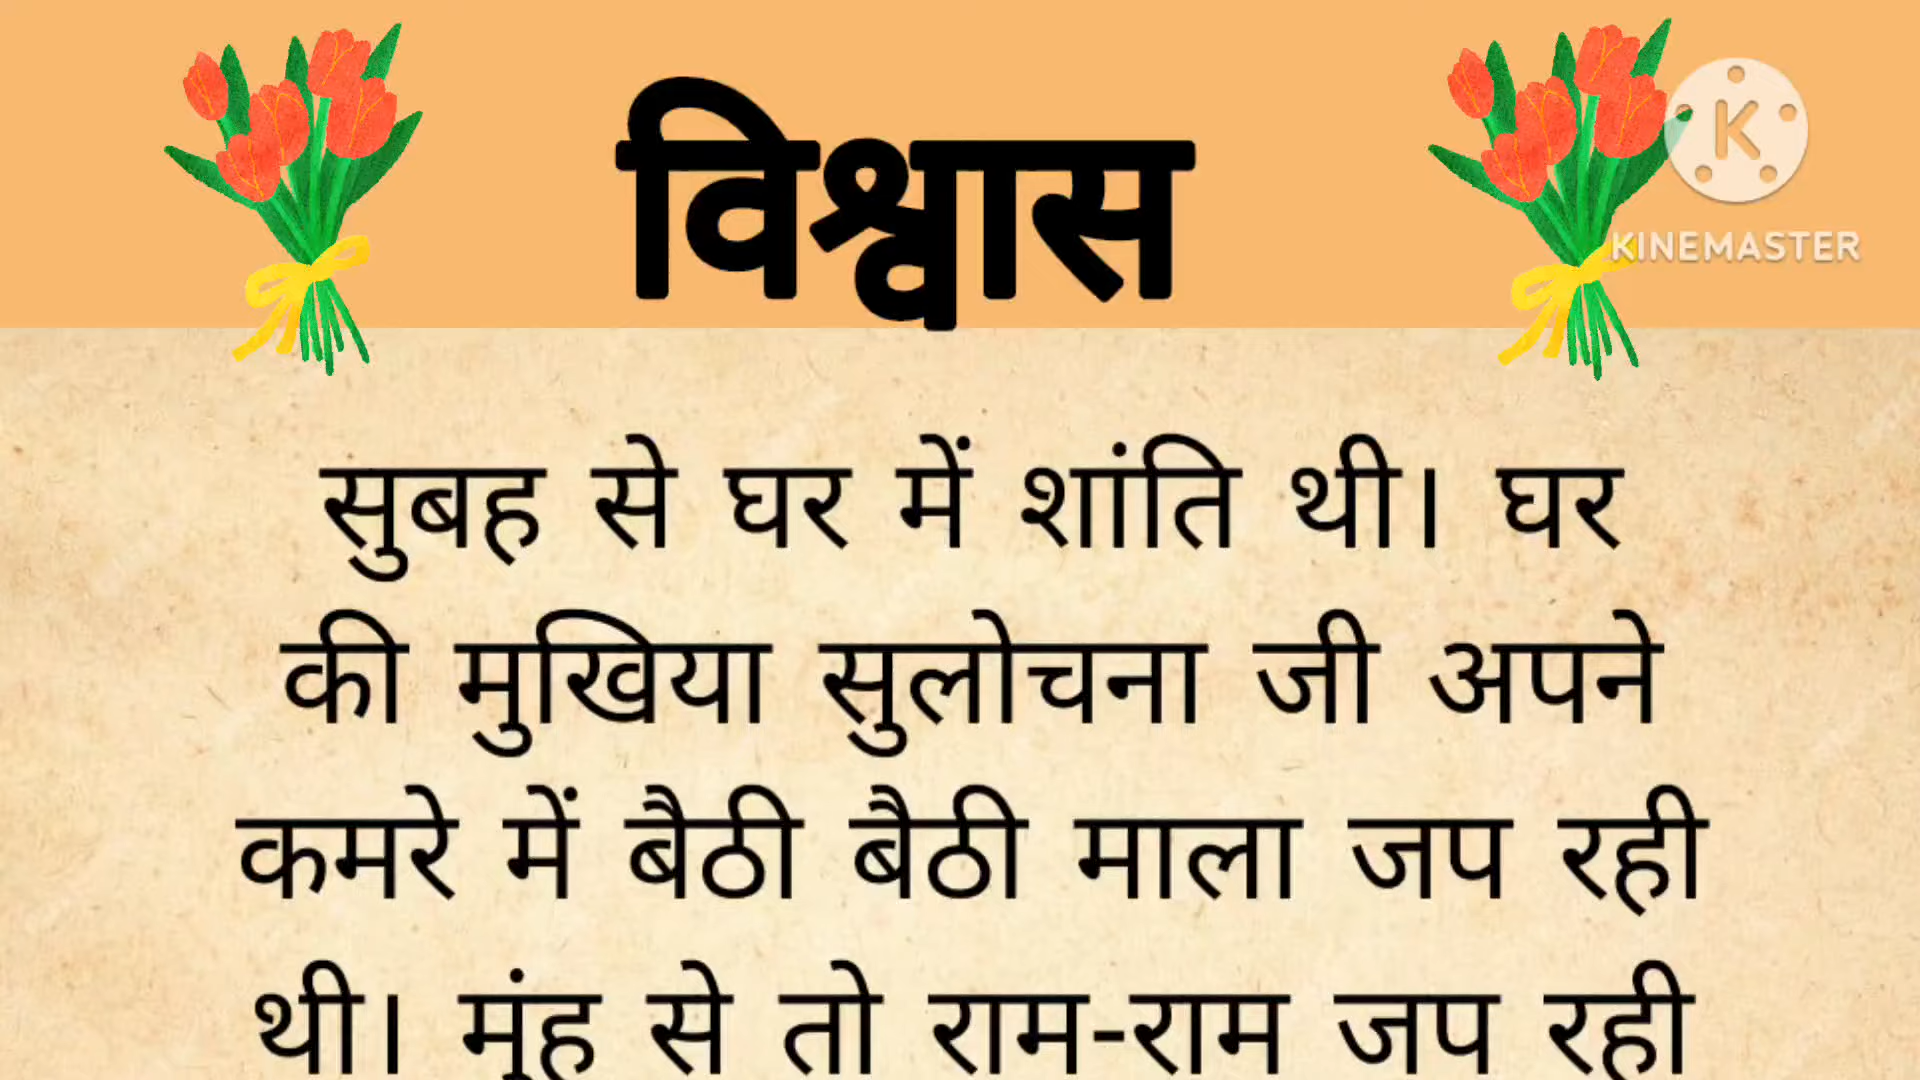 विश्वास
K
KINEMASTER
सुबह से घर में शांति थी। घर
की मुखिया सुलोचना जी अपने
कमरे में बैठी बैठी माला जप रही
थी। मुंह से तो राम-राम जप रही